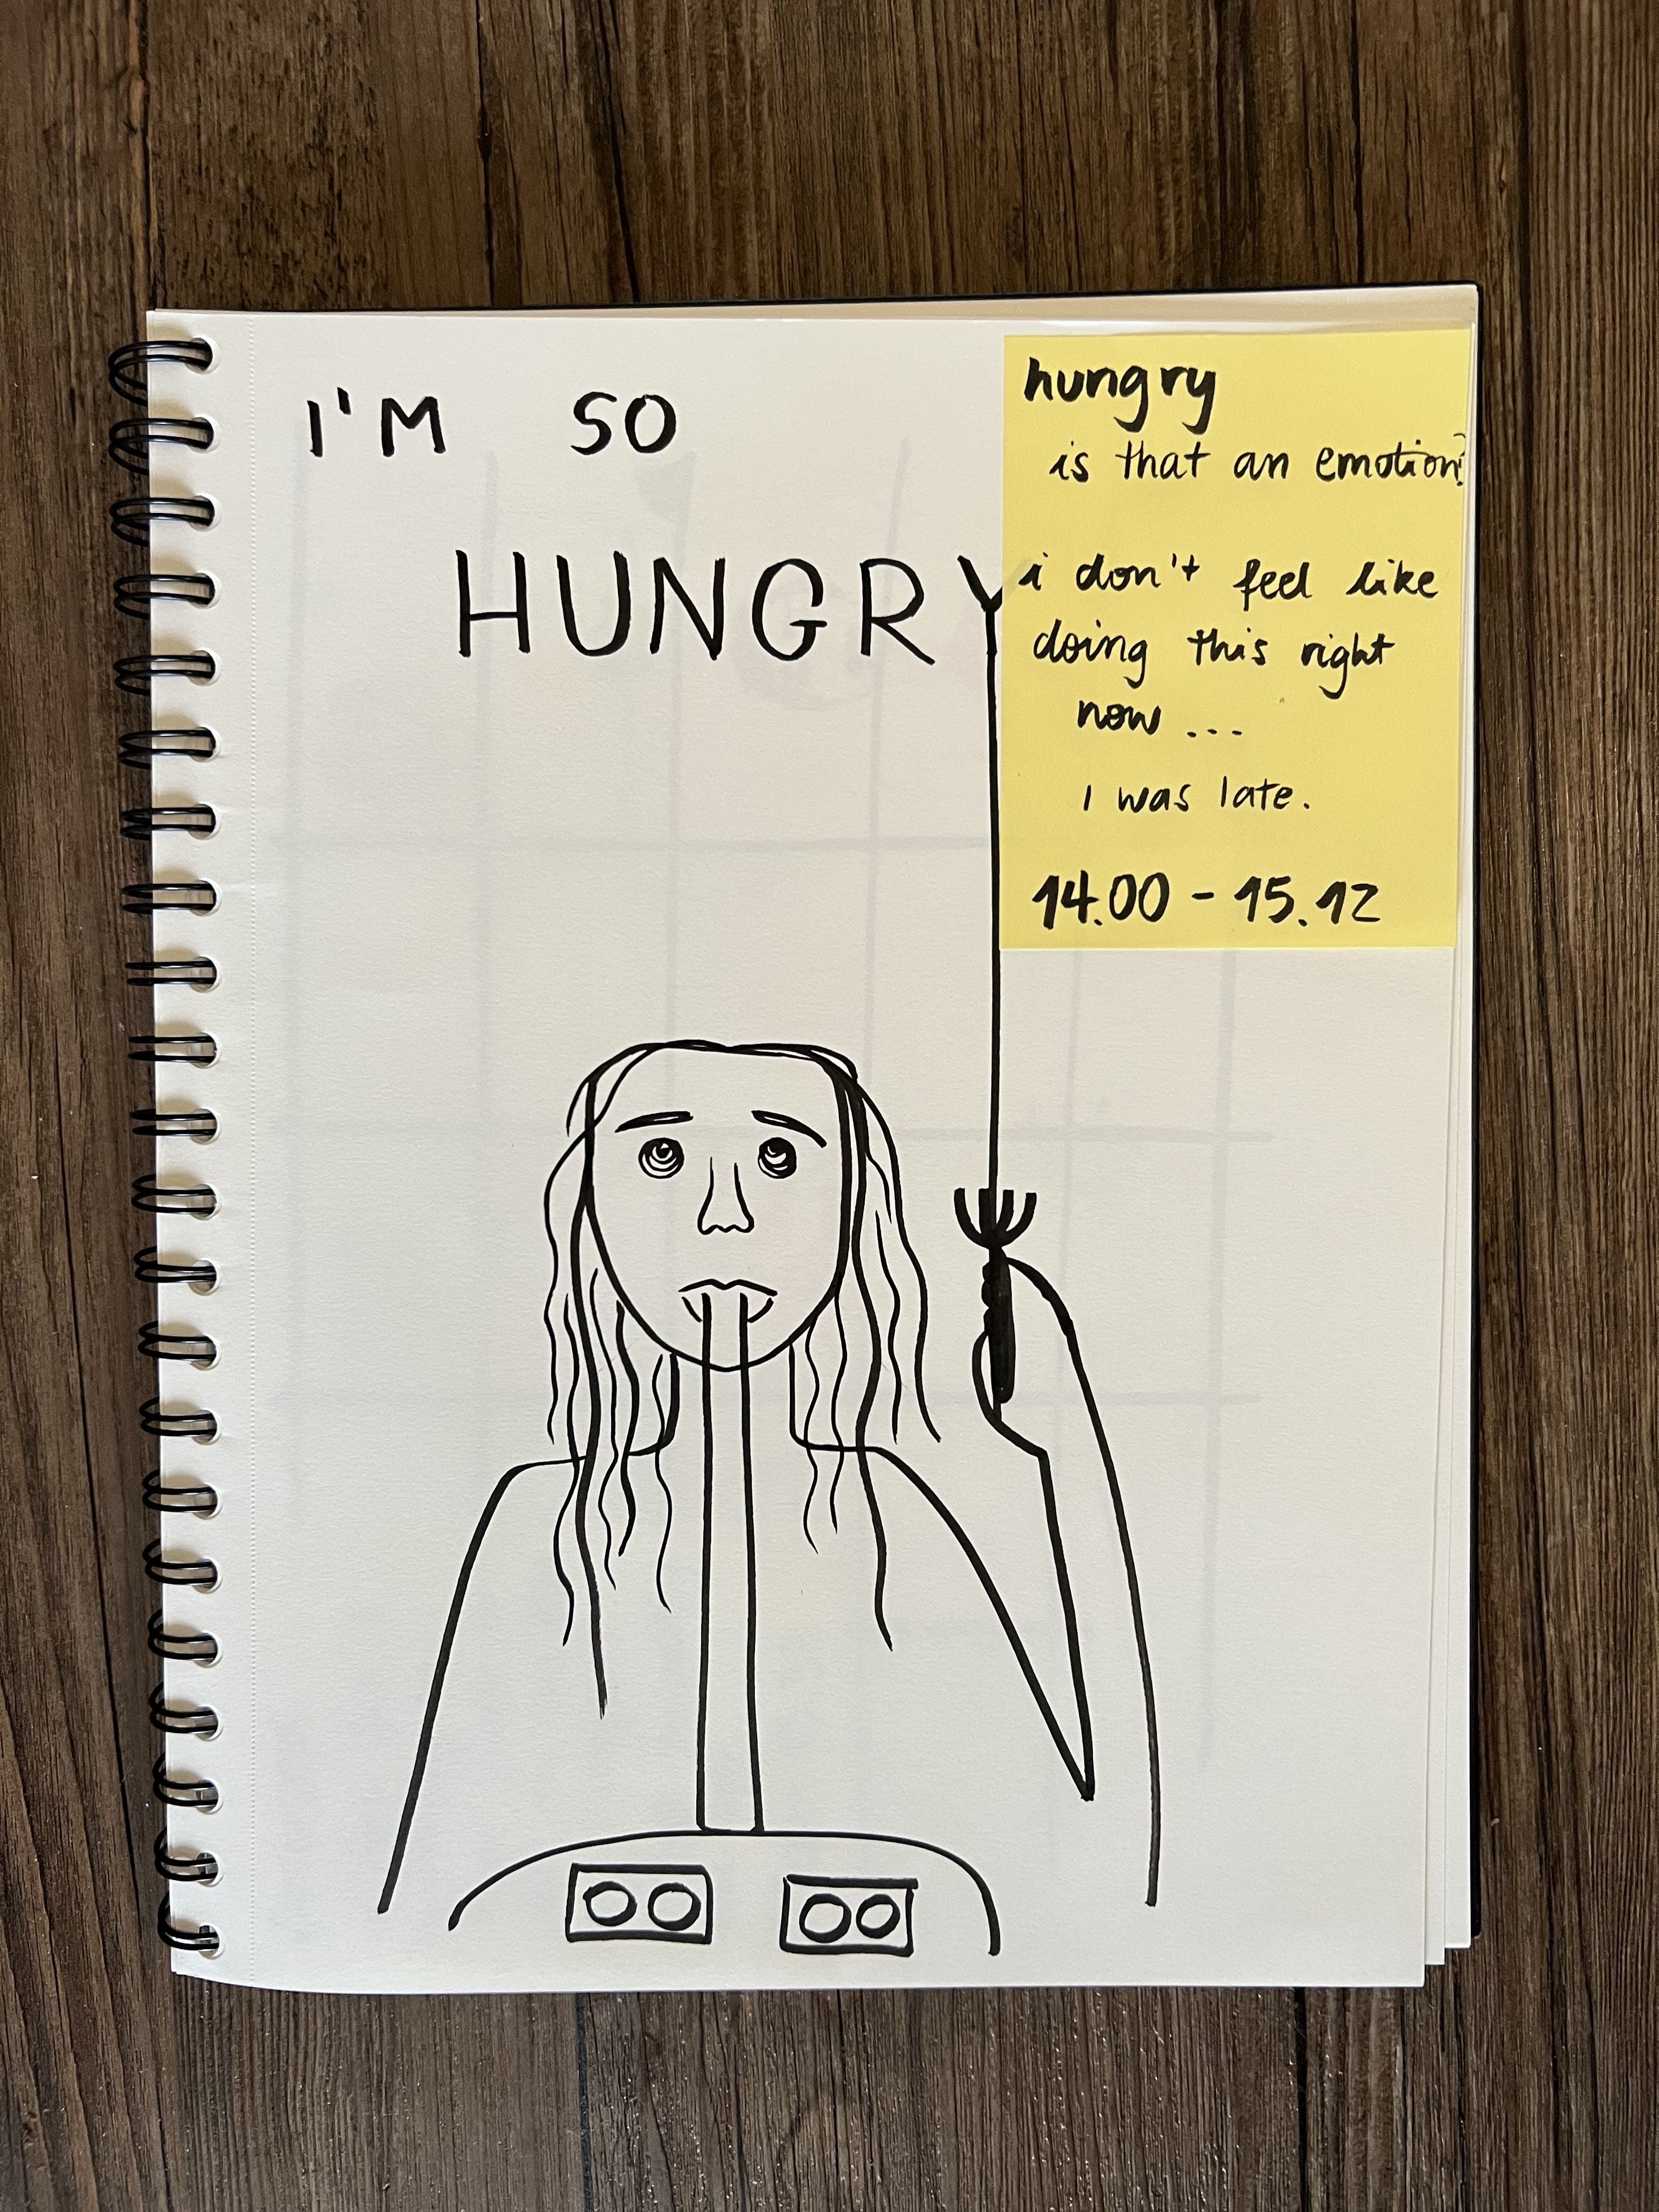 I'M SO
HUNGRY
hungry
is that an emotion?
i don't feel like
doing this right
now ...
I was late.
14.00 - 15.12